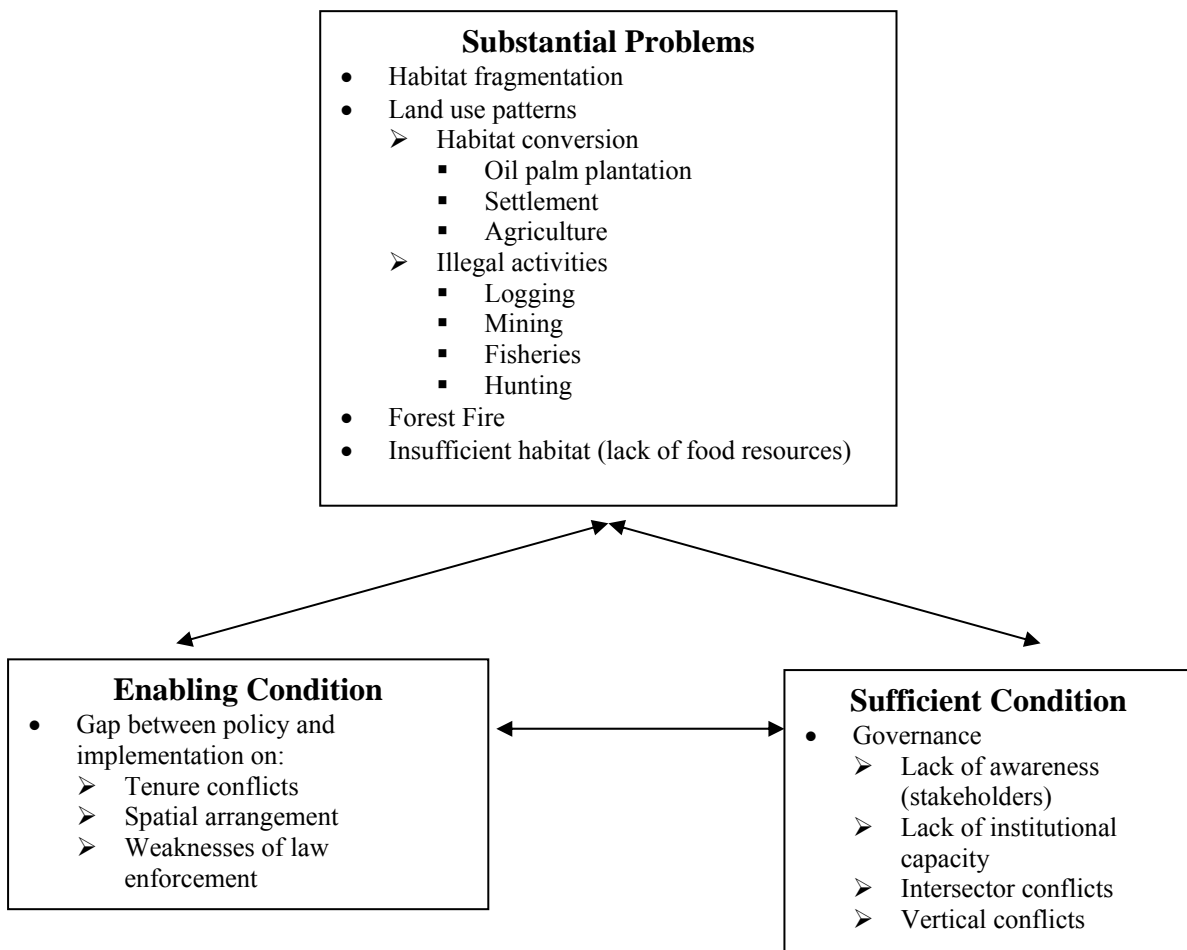 Substantial Problems
• Habitat fragmentation
• Land use patterns
➢ Habitat conversion
▪ Oil palm plantation
▪ Settlement
▪ Agriculture
➢ Illegal activities
▪ Logging
▪ Mining
▪ Fisheries
▪ Hunting
• Forest Fire
• Insufficient habitat (lack of food resources)
Enabling Condition
• Gap between policy and
implementation on:
➢ Tenure conflicts
➢ Spatial arrangement
➢ Weaknesses of law
enforcement
Sufficient Condition
• Governance
➢ Lack of awareness
(stakeholders)
➢ Lack of institutional
capacity
➢ Intersector conflicts
➢ Vertical conflicts